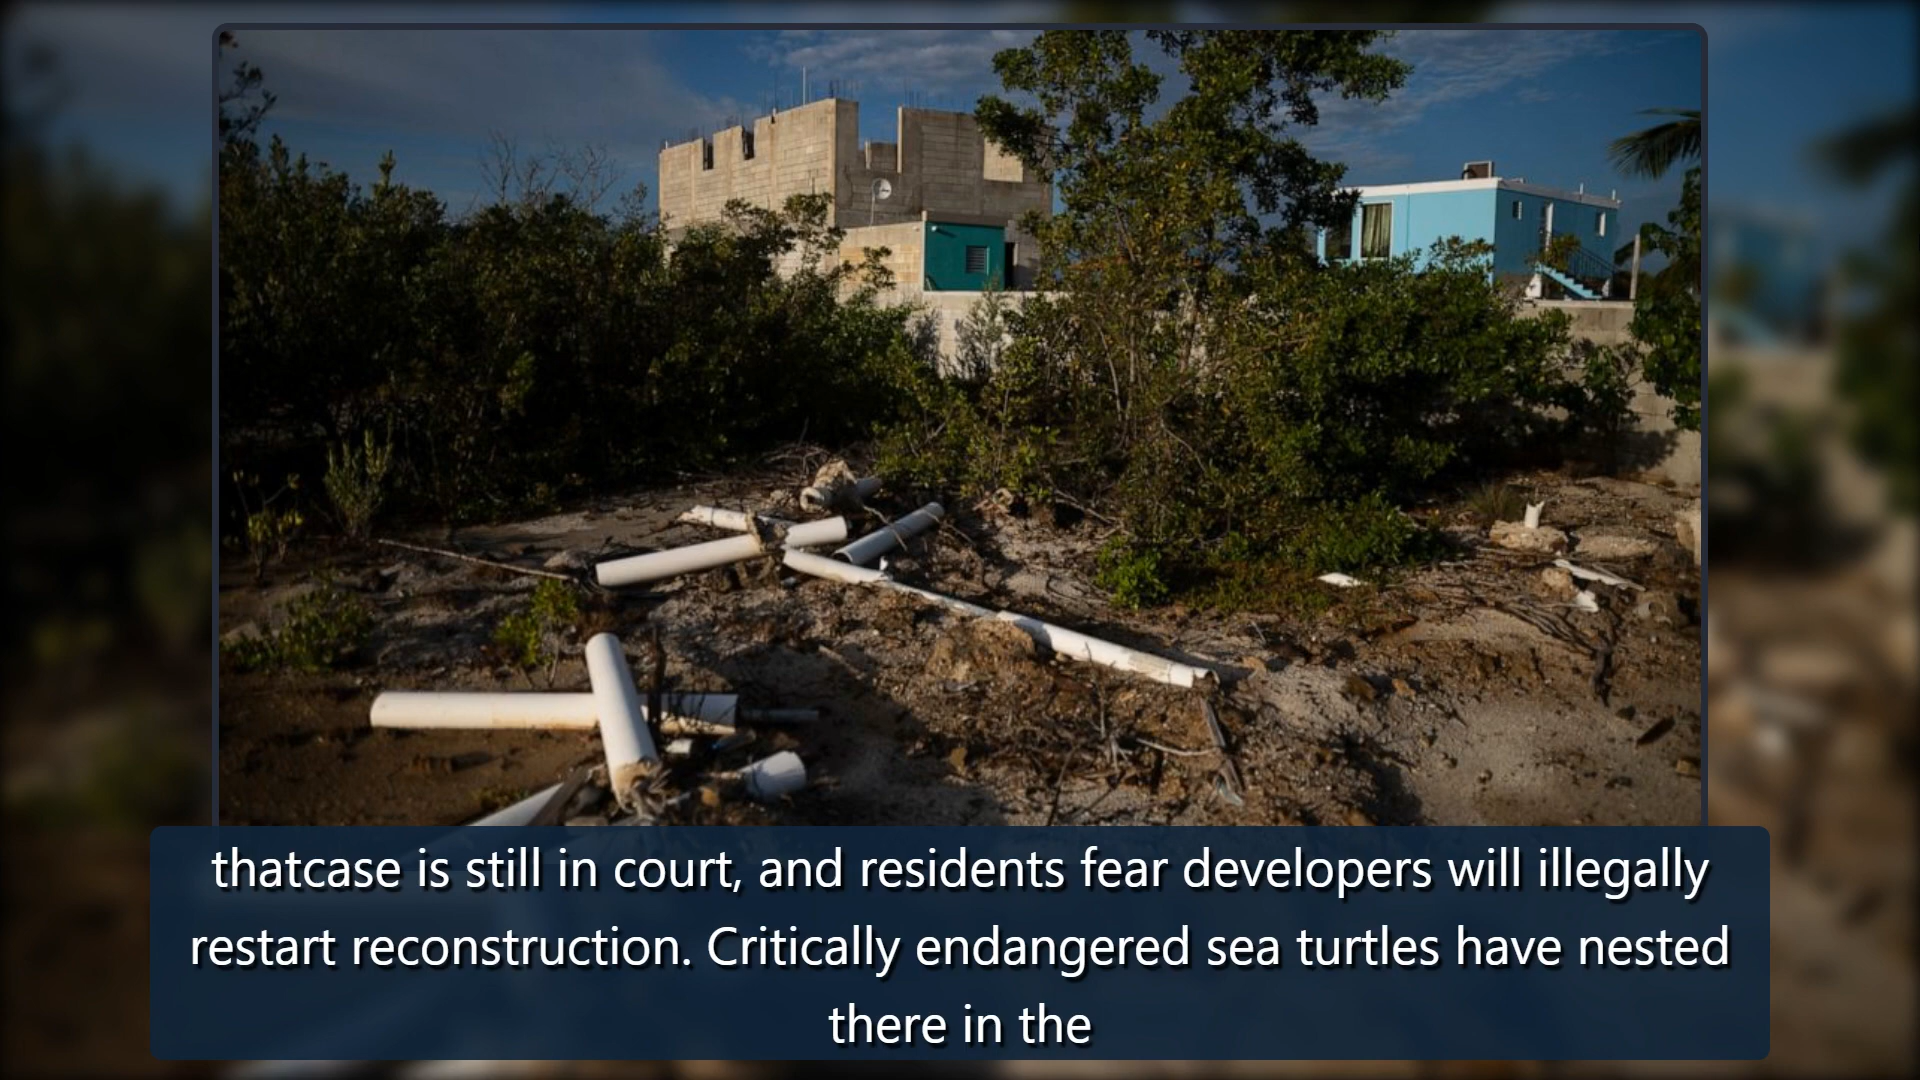 thatcase is still in court, and residents fear developers will illegally
restart reconstruction. Critically endangered sea turtles have nested
there in the